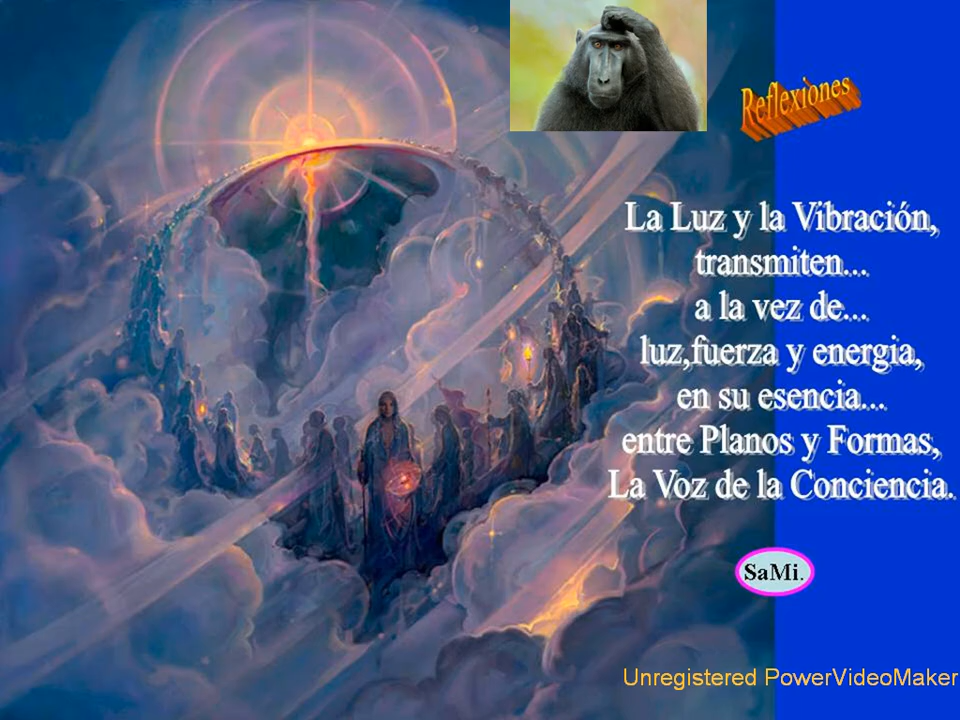 Reflexiones
La Luz y la Vibración,
transmiten...
a la vez de...
luz,fuerza y energia,
en su esencia...
entre Planos y Formas,
La Voz de la Conciencia.
SaMi.
Unregistered PowerVideoMaker